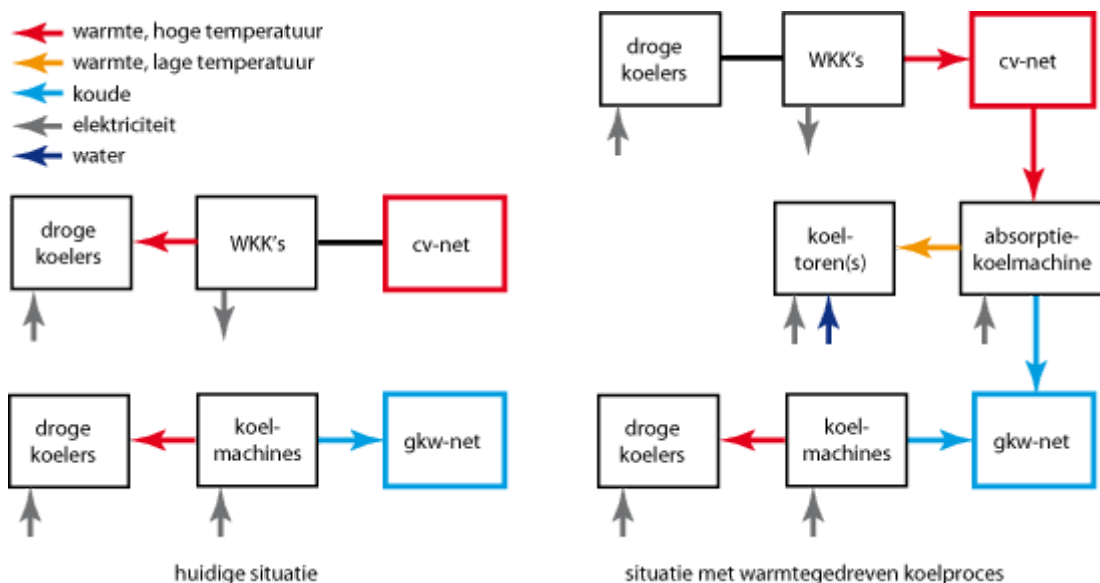 warmte, hoge temperatuur
warmte, lage temperatuur
koude
elektriciteit
water
droge
koelers
WKK's
cv-net
droge
koelers
koel-
machines
gkw-net
huidige situatie
droge
koelers
WKK's
cv-net
koel-
toren(s)
absorptie-
koelmachine
droge
koelers
koel-
machines
gkw-net
situatie met warmtegedreven koelproces